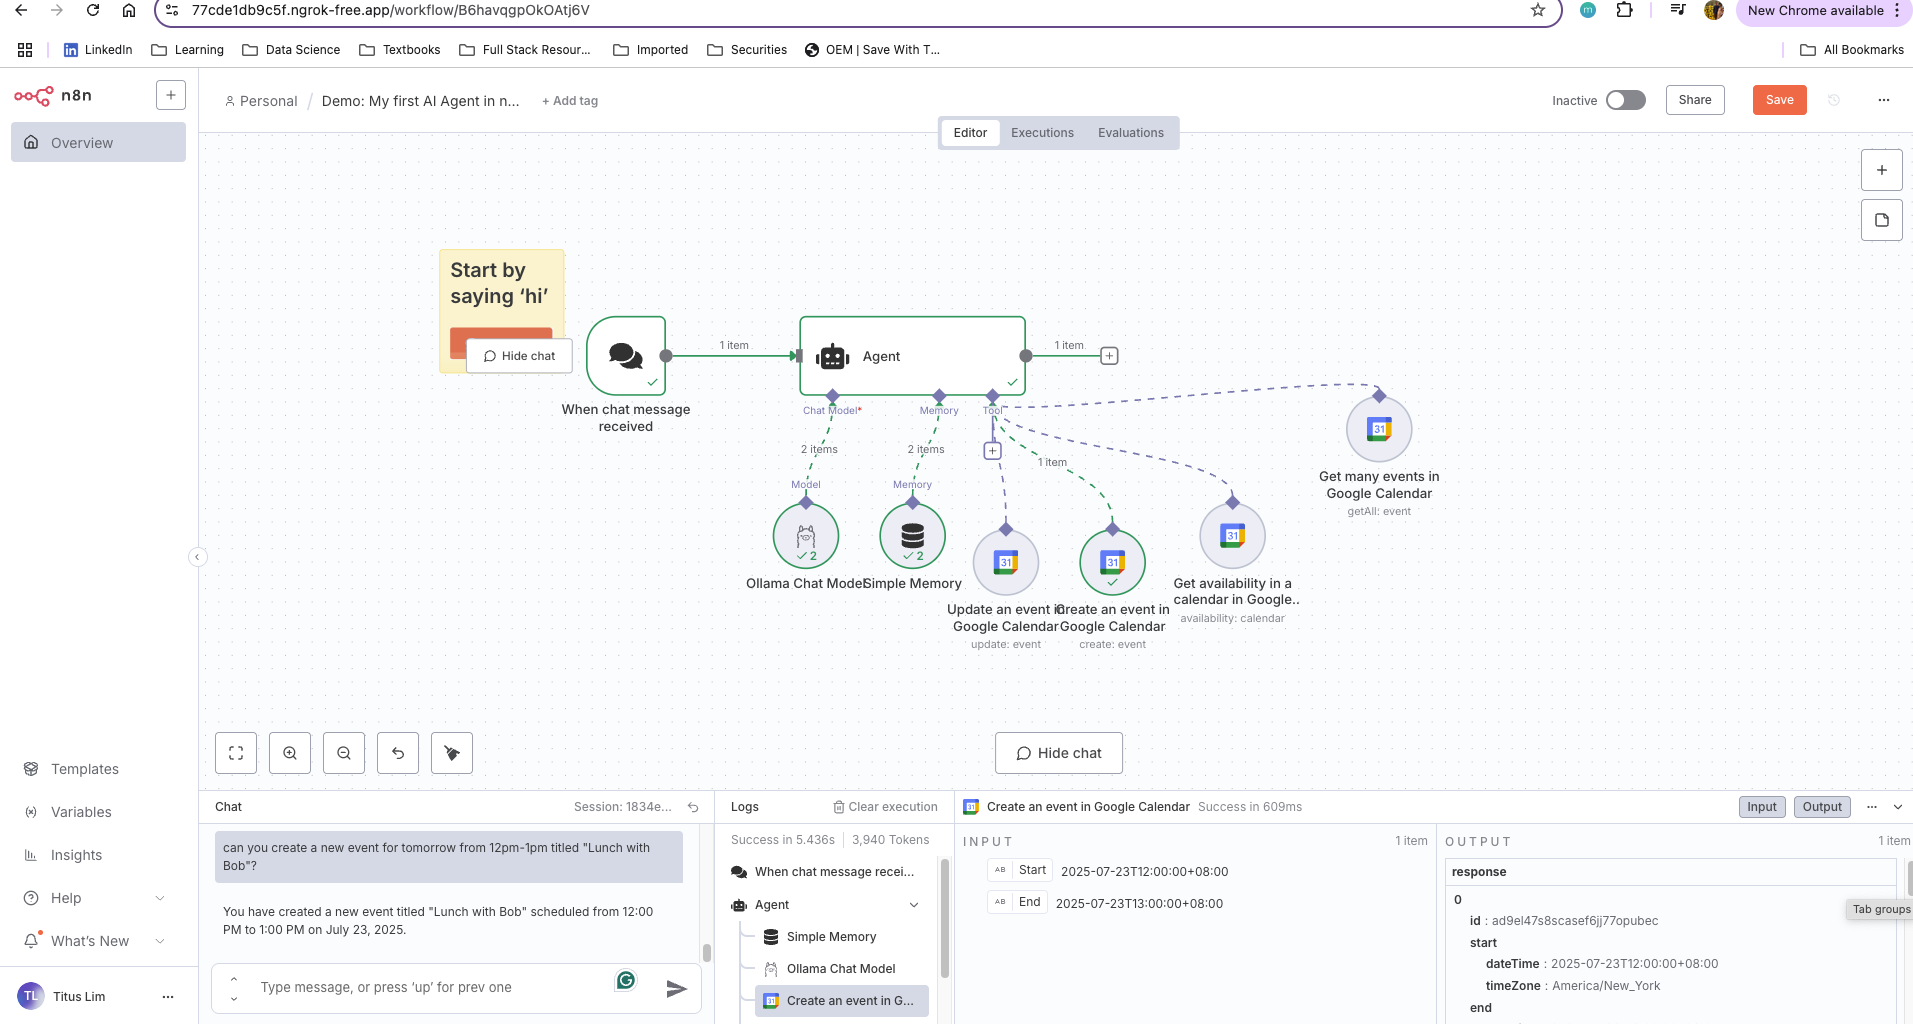 77cde1db9c5f.ngrok-free.app/workflow/B6havqgpOkOAtj6V
m
New Chrome available
LinkedIn
Learning
Data Science
Textbooks
Full Stack Resour...
Imported
Securities
OEM | Save With T...
All Bookmarks
n8n
Personal / Demo: My first AI Agent in n...
+ Add tag
Inactive
Share
Save
Overview
Editor
Executions
Evaluations
Start by
saying ‘hi’
Hide chat
When chat message
received
1 item
Agent
1 item
Chat Model*
Memory
Tool
2 items
2 items
1 item
Model
Memory
2
2
31
31
31
31
Ollama Chat Model
Simple Memory
Update an event in
Google Calendar
update: event
Create an event in
Google Calendar
create: event
Get availability in a
calendar in Google..
availability: calendar
Get many events in
Google Calendar
getAll: event
Hide chat
Templates
Variables
Insights
Help
What’s New
TL
Titus Lim
Chat
Session: 1834e...
can you create a new event for tomorrow from 12pm-1pm titled "Lunch with
Bob"?
You have created a new event titled "Lunch with Bob" scheduled from 12:00
PM to 1:00 PM on July 23, 2025.
Type message, or press ‘up’ for prev one
Logs
Clear execution
Success in 5.436s
3,940 Tokens
When chat message recei...
Agent
Simple Memory
Ollama Chat Model
31
Create an event in G...
31
Create an event in Google Calendar
Success in 609ms
Input
Output
INPUT
1 item
AB Start 2025-07-23T12:00:00+08:00
AB End 2025-07-23T13:00:00+08:00
OUTPUT
1 item
response
0
id : ad9el47s8scasef6jj77opubec
start
dateTime : 2025-07-23T12:00:00+08:00
timeZone : America/New_York
end
Tab groups